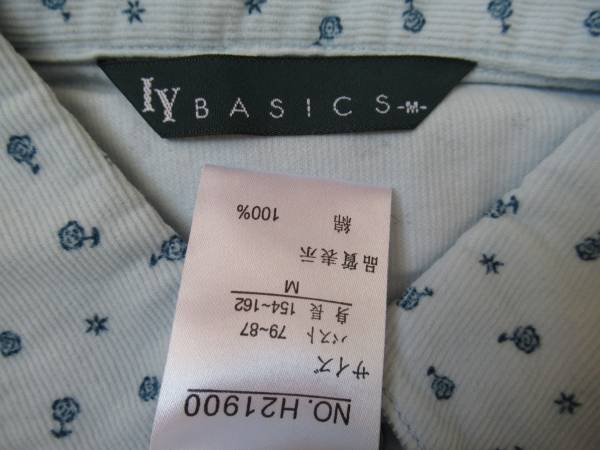 IY BASICS -M-
NO. H21900
サイズ
バスト 79~87
身長 154~162
M
品質表示
綿 100%